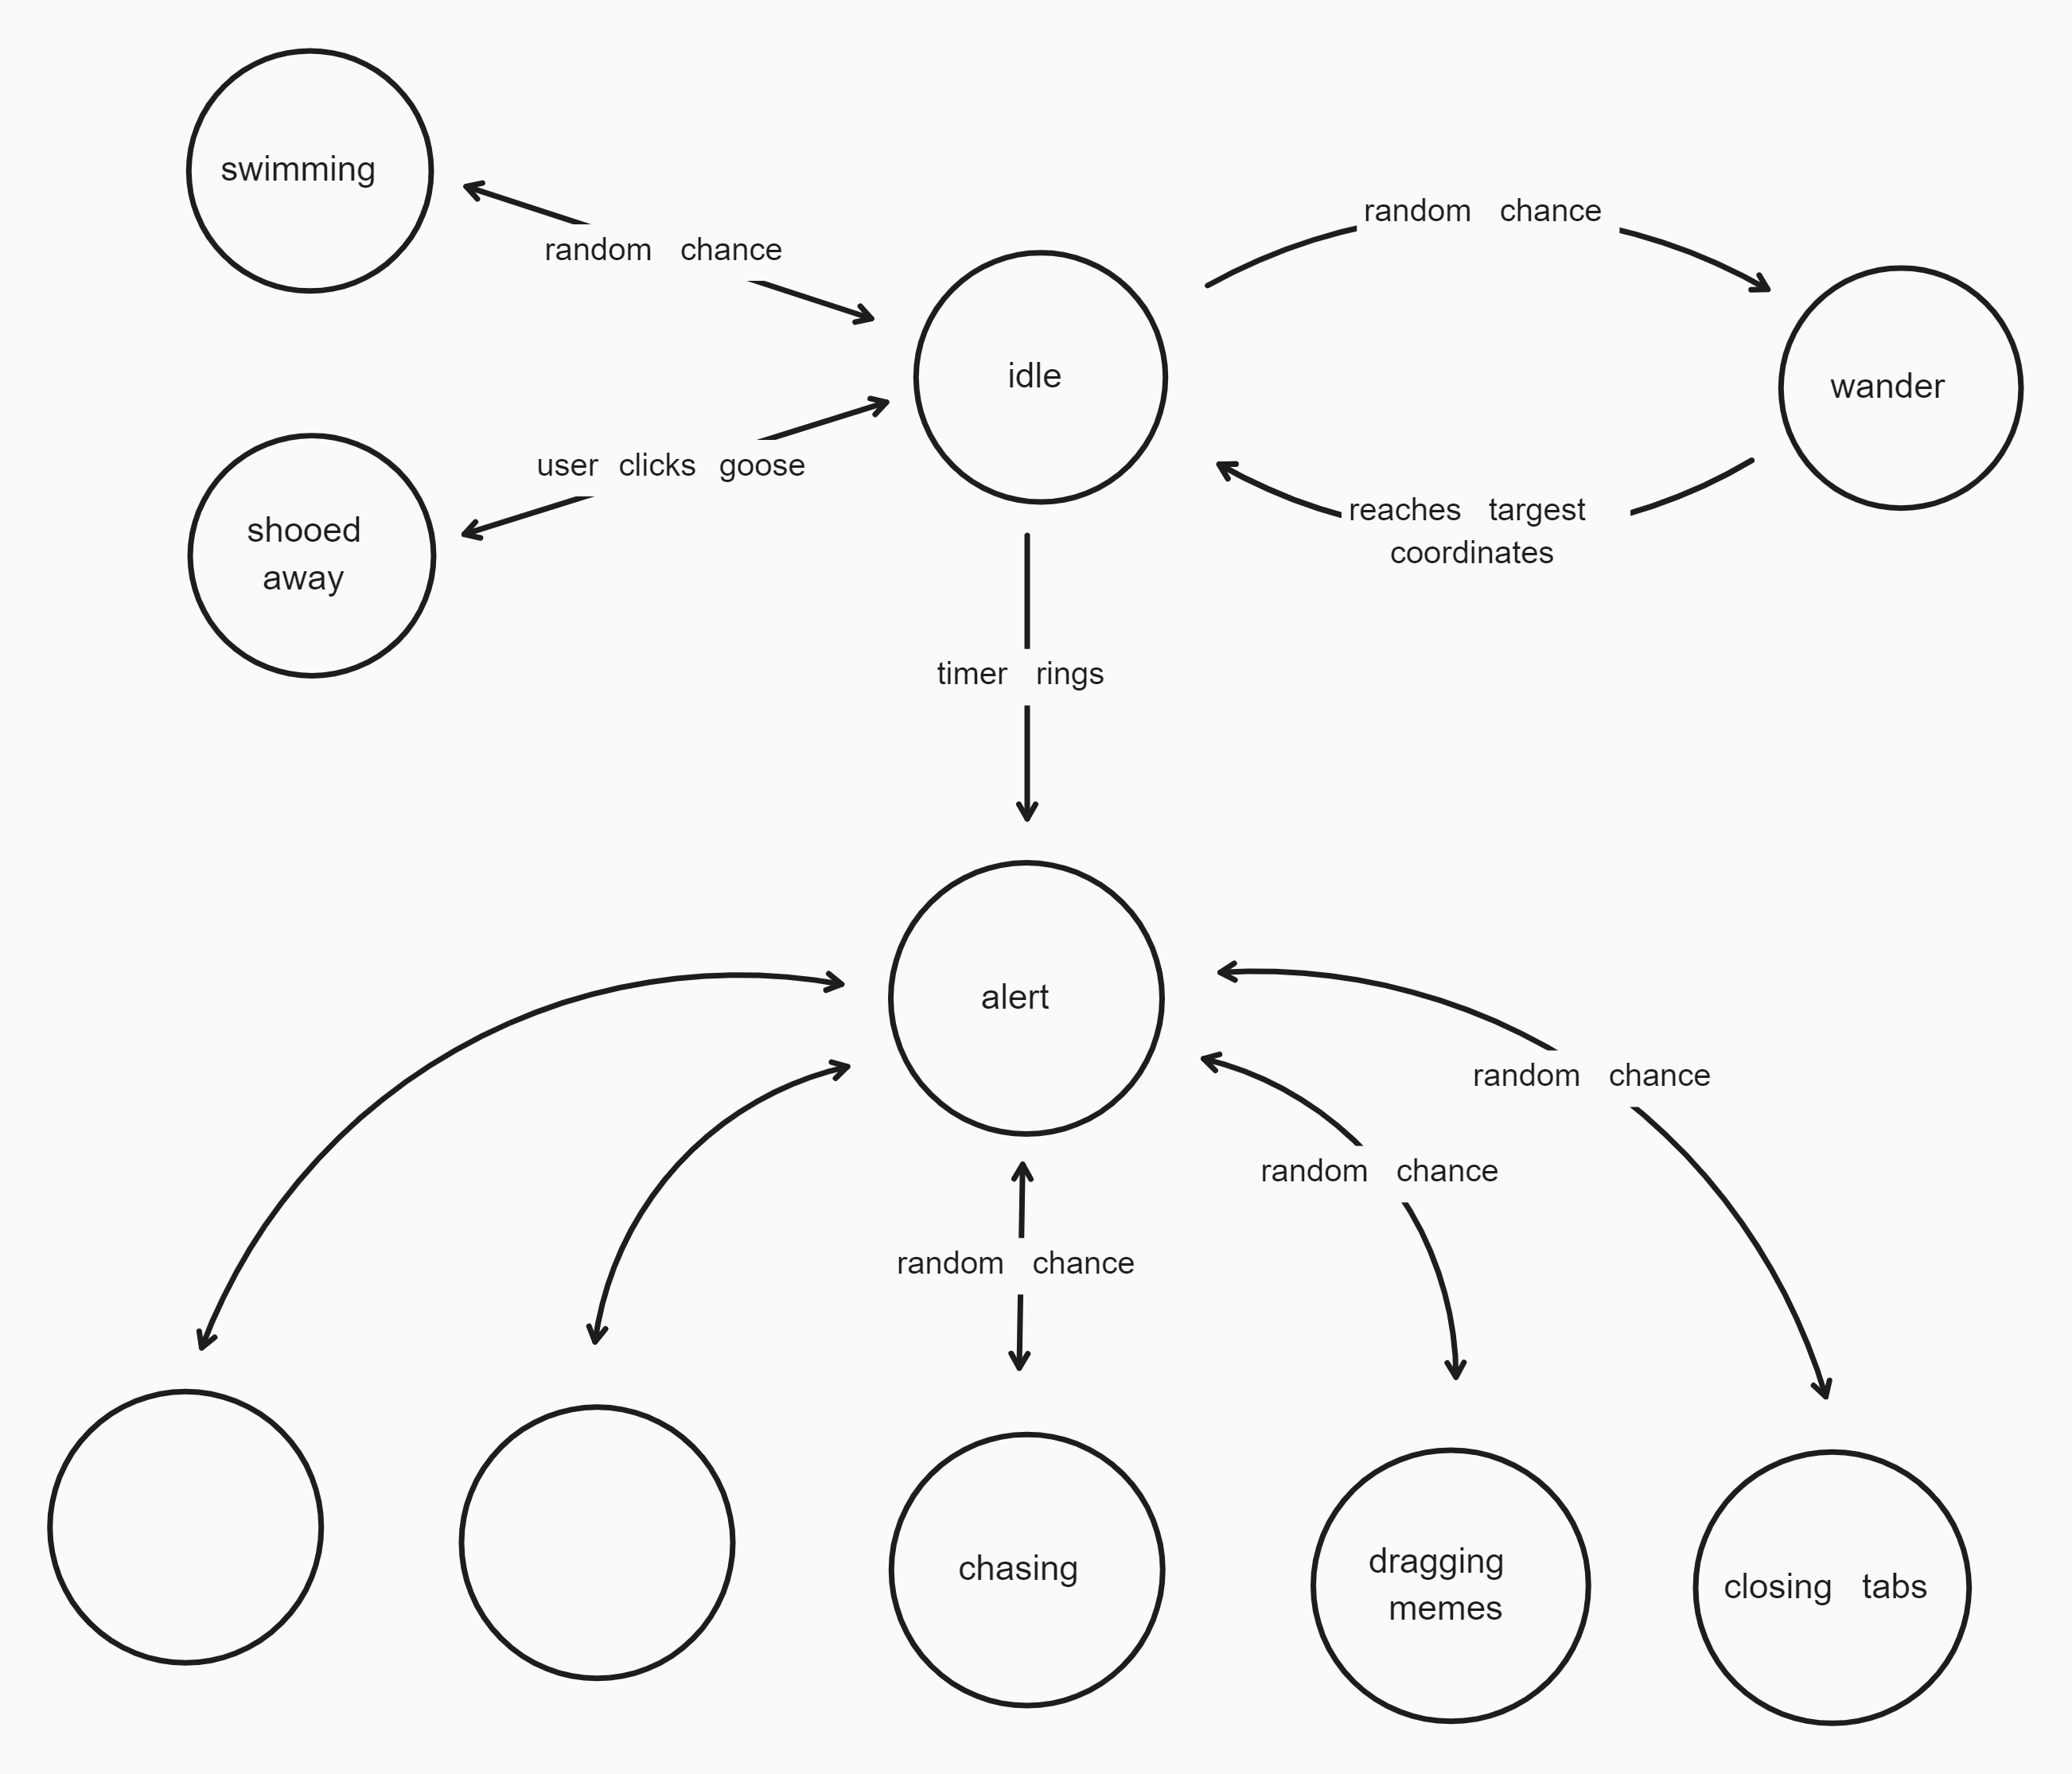 swimming
random chance
random chance
idle
wander
user clicks goose
shooed
away
reaches targest
coordinates
timer rings
alert
random chance
random chance
random chance
chasing
dragging
memes
closing tabs